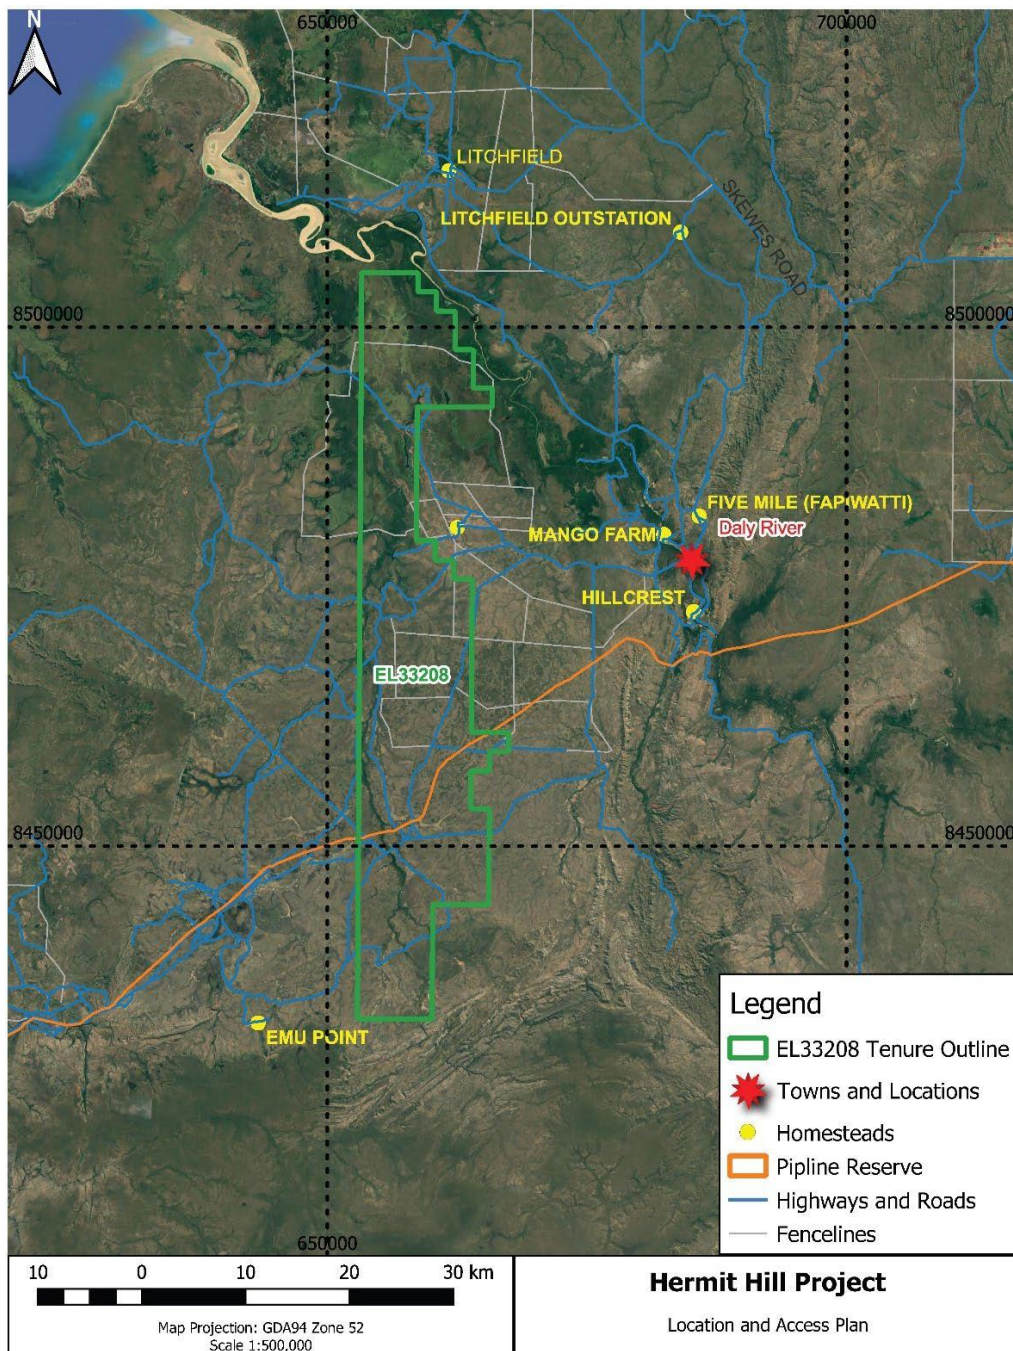 N
650000
700000
LITCHFIELD
LITCHFIELD OUTSTATION
SKEWES ROAD
8500000
8500000
FIVE MILE (FAPIWATTI)
Daly River
MANGO FARM
HILLCREST
EL33208
8450000
8450000
EMU POINT
650000
Legend
EL33208 Tenure Outline
Towns and Locations
Homesteads
Pipline Reserve
Highways and Roads
Fencelines
10 0 10 20 30 km
Map Projection: GDA94 Zone 52
Scale 1:500,000
Hermit Hill Project
Location and Access Plan